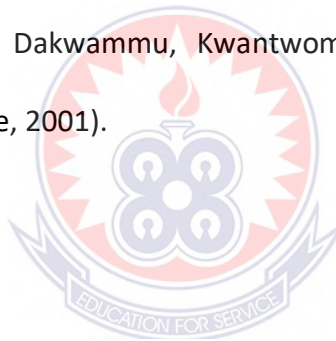 Dakwammu, Kwantwom
e, 2001).
EDUCATION FOR SERVICE